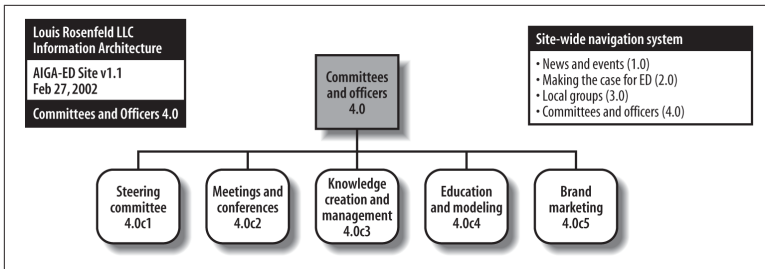 Louis Rosenfeld LLC
Information Architecture
AIGA-ED Site v1.1
Feb 27, 2002
Committees and Officers 4.0
Committees
and officers
4.0
Site-wide navigation system
• News and events (1.0)
• Making the case for ED (2.0)
• Local groups (3.0)
• Committees and officers (4.0)
Steering
committee
4.0c1
Meetings and
conferences
4.0c2
Knowledge
creation and
management
4.0c3
Education
and modeling
4.0c4
Brand
marketing
4.0c5